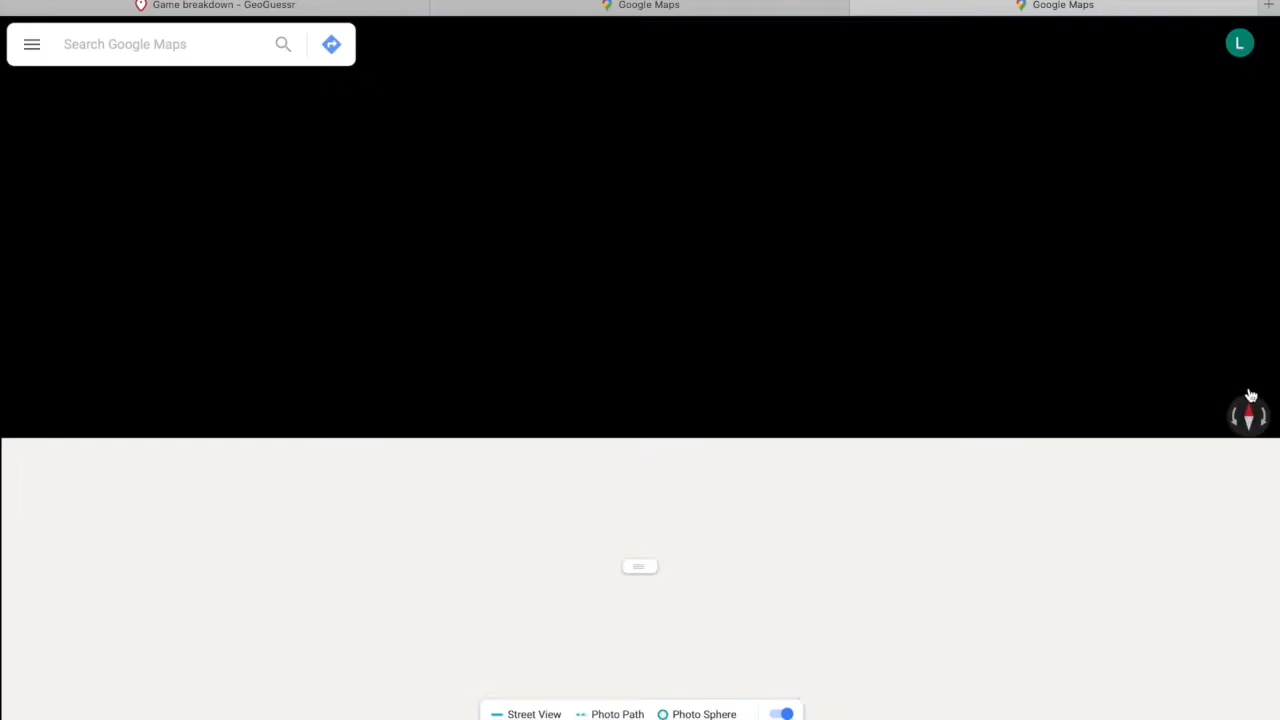 Game breakdown - GeoGuessr
Google Maps
Google Maps
Search Google Maps
L
Street View
Photo Path
Photo Sphere